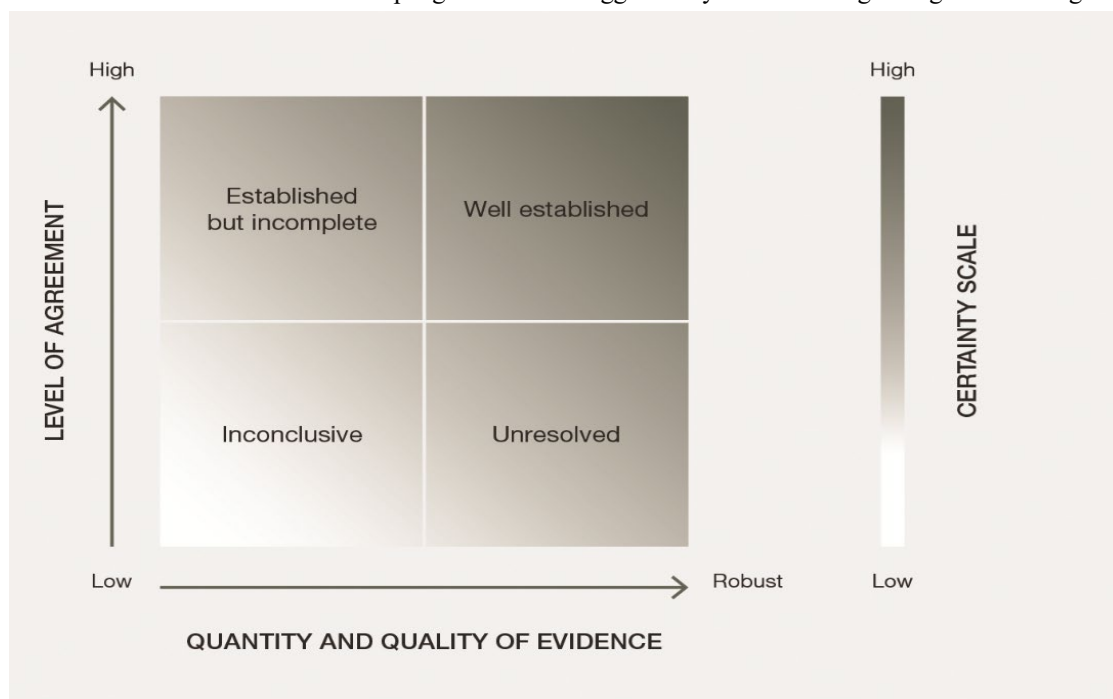 High
High
Established
but incomplete
Well established
LEVEL OF AGREEMENT
CERTAINTY SCALE
Inconclusive
Unresolved
Low
Robust
Low
QUANTITY AND QUALITY OF EVIDENCE